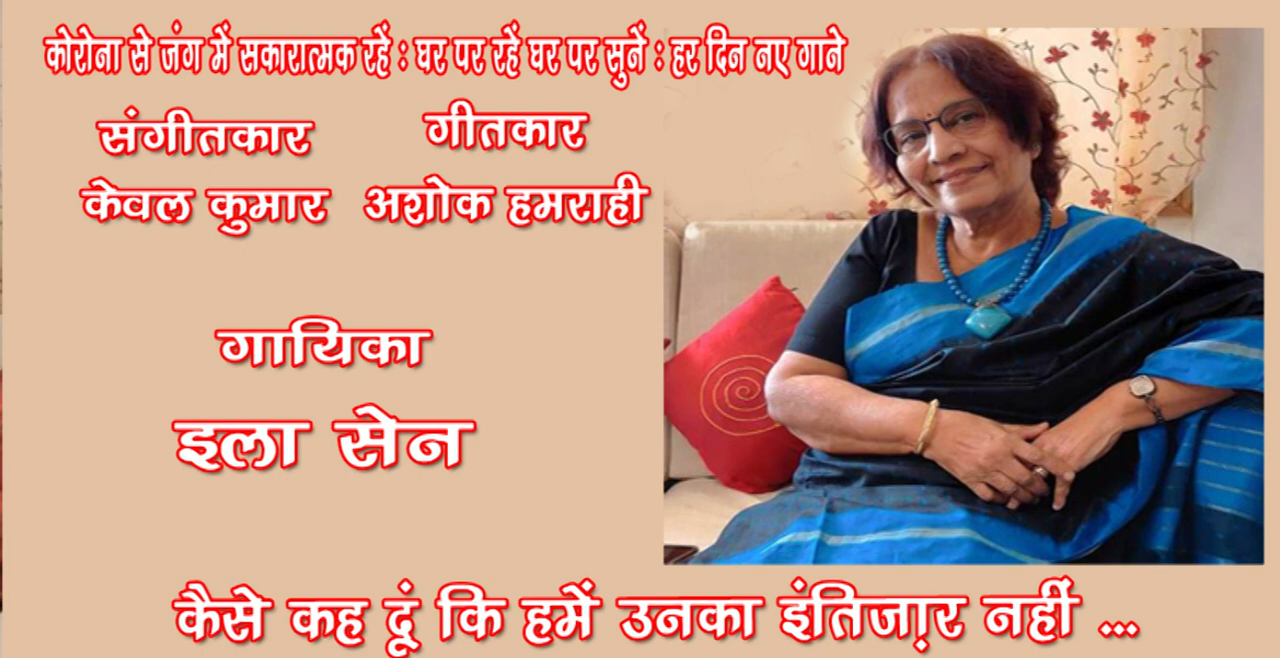 कोरोना से जंग में सकारात्मक रहें : घर पर रहें घर पर सुनें : हर दिन नए गाने
संगीतकार गीतकार
केवल कुमार अशोक हमराही
गायिका
इला सेन
कैसे कह दूं कि हमें उनका इंतिज़ार नहीं ...